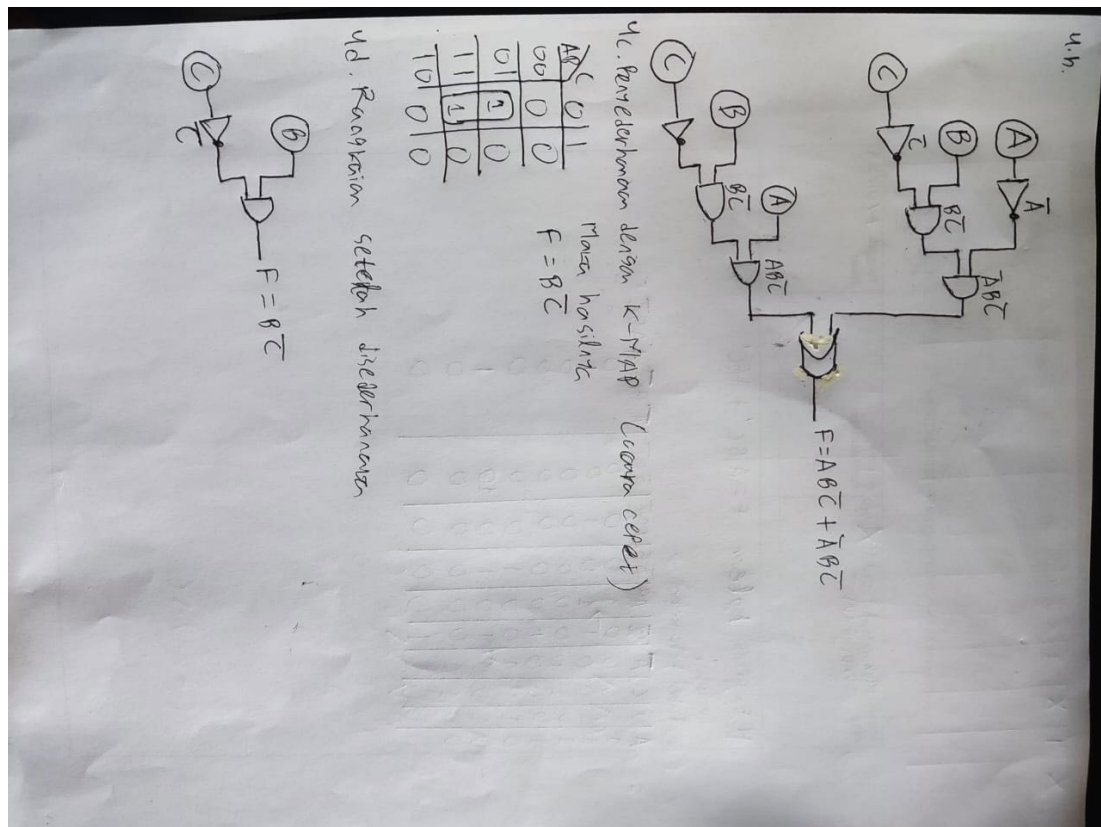 4.b.
A
Ā
B
C
C̅
BC̅
ĀBC̅
F = ABC̅ + ĀBC̅
A
B
C
BC̅
ABC̅
4c. Penyederhanaan dengan K-MAP (cara cepat)
AB C 0 1
00 0 0
01 1 0
11 1 0
10 0 0
Maka hasilnya
F = BC̅
4d. Rangkaian setelah disederhanakan
B
C
C̅
F = BC̅